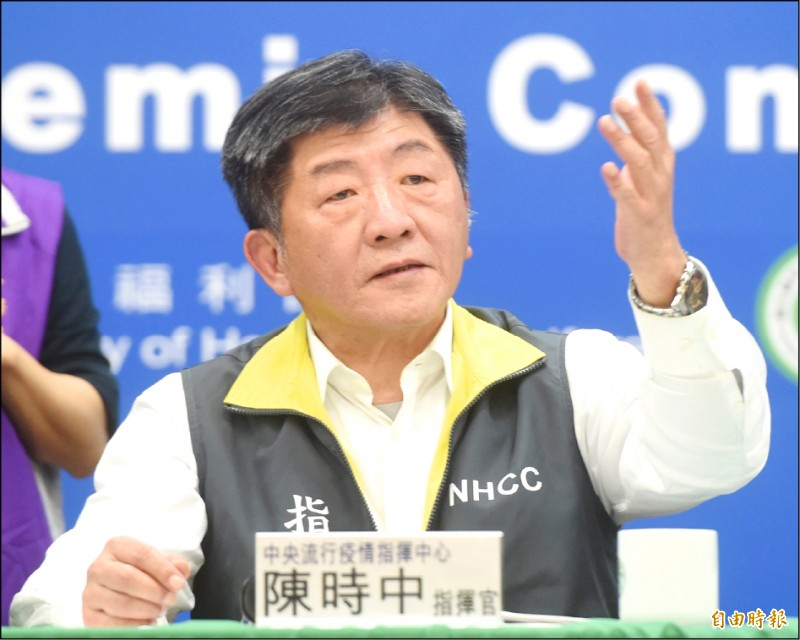 emi Con
福利
y of H
指
NHCC
中央流行疫情指揮中心
陳時中 指揮官
自由時報